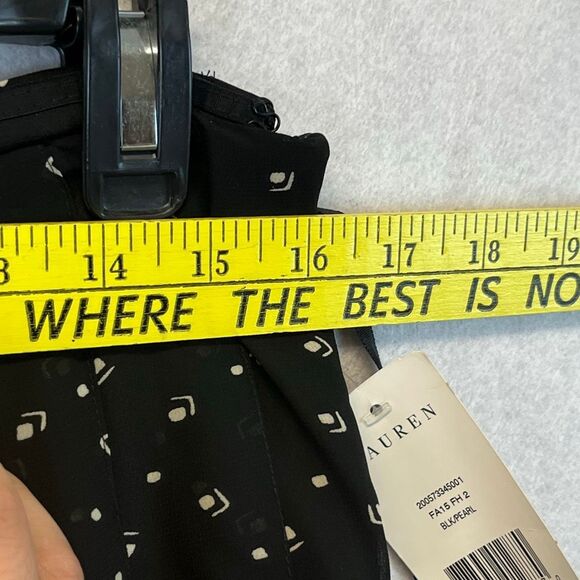 3 14 15 16 17 18 19
WHERE THE BEST IS NO
AUREN
200573345001
FA15 FH 2
BLK/PEARL